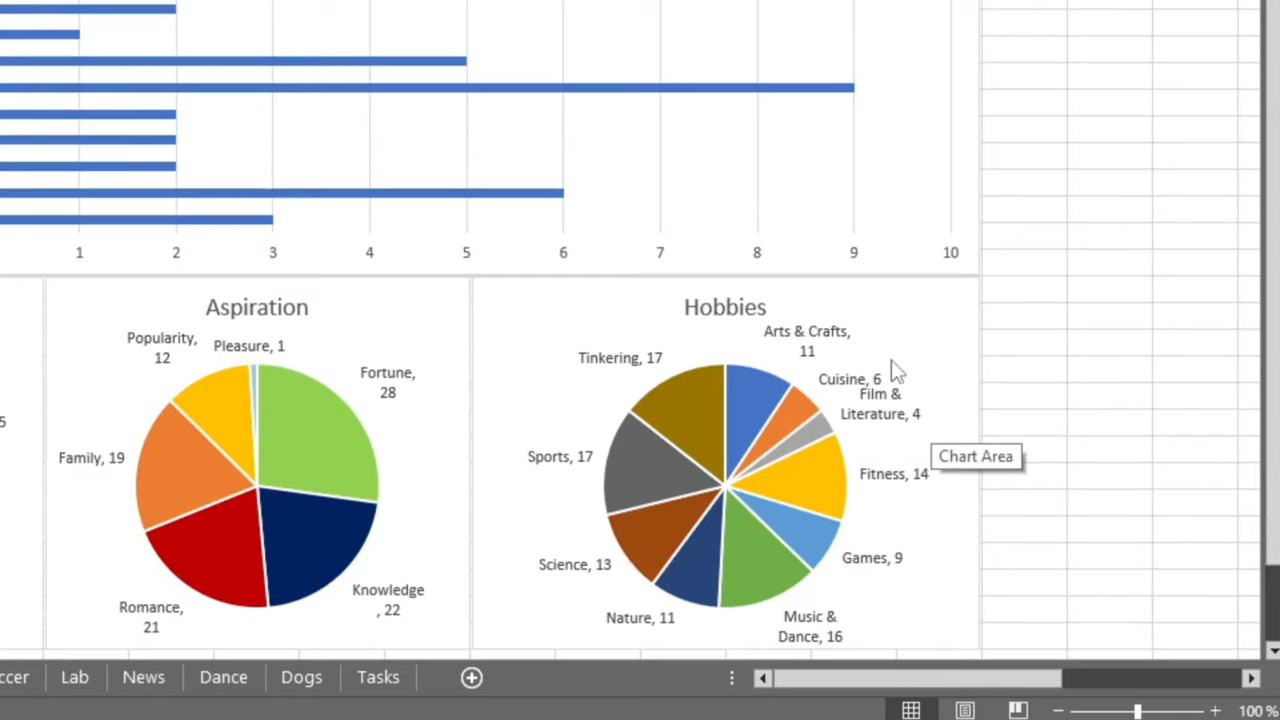 1 2 3 4 5 6 7 8 9 10
5
Aspiration
Popularity,
12
Pleasure, 1
Fortune,
28
Family, 19
Knowledge
, 22
Romance,
21
Hobbies
Arts & Crafts,
11
Tinkering, 17
Cuisine, 6
Film &
Literature, 4
Sports, 17
Chart Area
Fitness, 14
Science, 13
Games, 9
Nature, 11
Music &
Dance, 16
ccer Lab News Dance Dogs Tasks
100 %